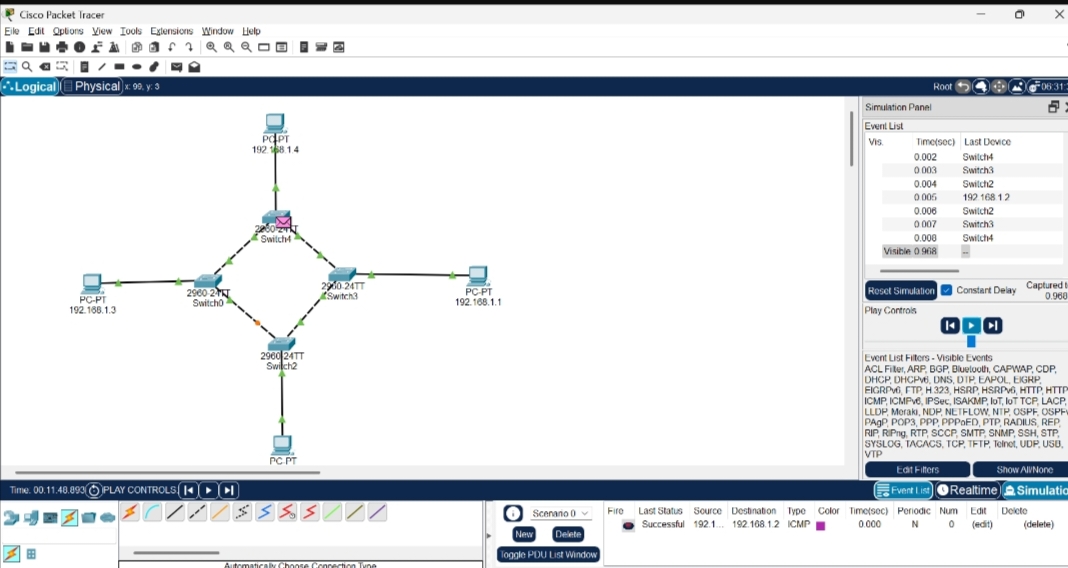 Cisco Packet Tracer
File Edit Options View Tools Extensions Window Help
Logical Physical x: 99, y: 3 Root 06:31:
PC-PT
192.168.1.4
2960-24TT
Switch4
PC-PT
192.168.1.3
2960-24TT
Switch0
2960-24TT
Switch3
PC-PT
192.168.1.1
2960-24TT
Switch2
PC-PT
Simulation Panel
Event List
Vis. Time(sec) Last Device
0.002 Switch4
0.003 Switch3
0.004 Switch2
0.005 192.168.1.2
0.006 Switch2
0.007 Switch3
0.008 Switch4
Visible 0.968 --
Reset Simulation Constant Delay Captured t
0.968
Play Controls
Event List Filters - Visible Events
ACL Filter, ARP, BGP, Bluetooth, CAPWAP, CDP,
DHCP, DHCPv6, DNS, DTP, EAPOL, EIGRP,
EIGRPv6, FTP, H.323, HSRP, HSRPv6, HTTP, HTTP
ICMP, ICMPv6, IPSec, ISAKMP, IoT, IoT TCP, LACP,
LLDP, Meraki, NDP, NETFLOW, NTP, OSPF, OSPFv
PAgP, POP3, PPP, PPPoED, PTP, RADIUS, REP,
RIP, RIPng, RTP, SCCP, SMTP, SNMP, SSH, STP,
SYSLOG, TACACS, TCP, TFTP, Telnet, UDP, USB,
VTP
Edit Filters Show All/None
Time: 00:11:48.893 PLAY CONTROLS: Event List Realtime Simulatio
Scenario 0
New Delete
Toggle PDU List Window
Fire Last Status Source Destination Type Color Time(sec) Periodic Num Edit Delete
Successful 192.1... 192.168.1.2 ICMP 0.000 N 0 (edit) (delete)
Automatically Choose Connection Type